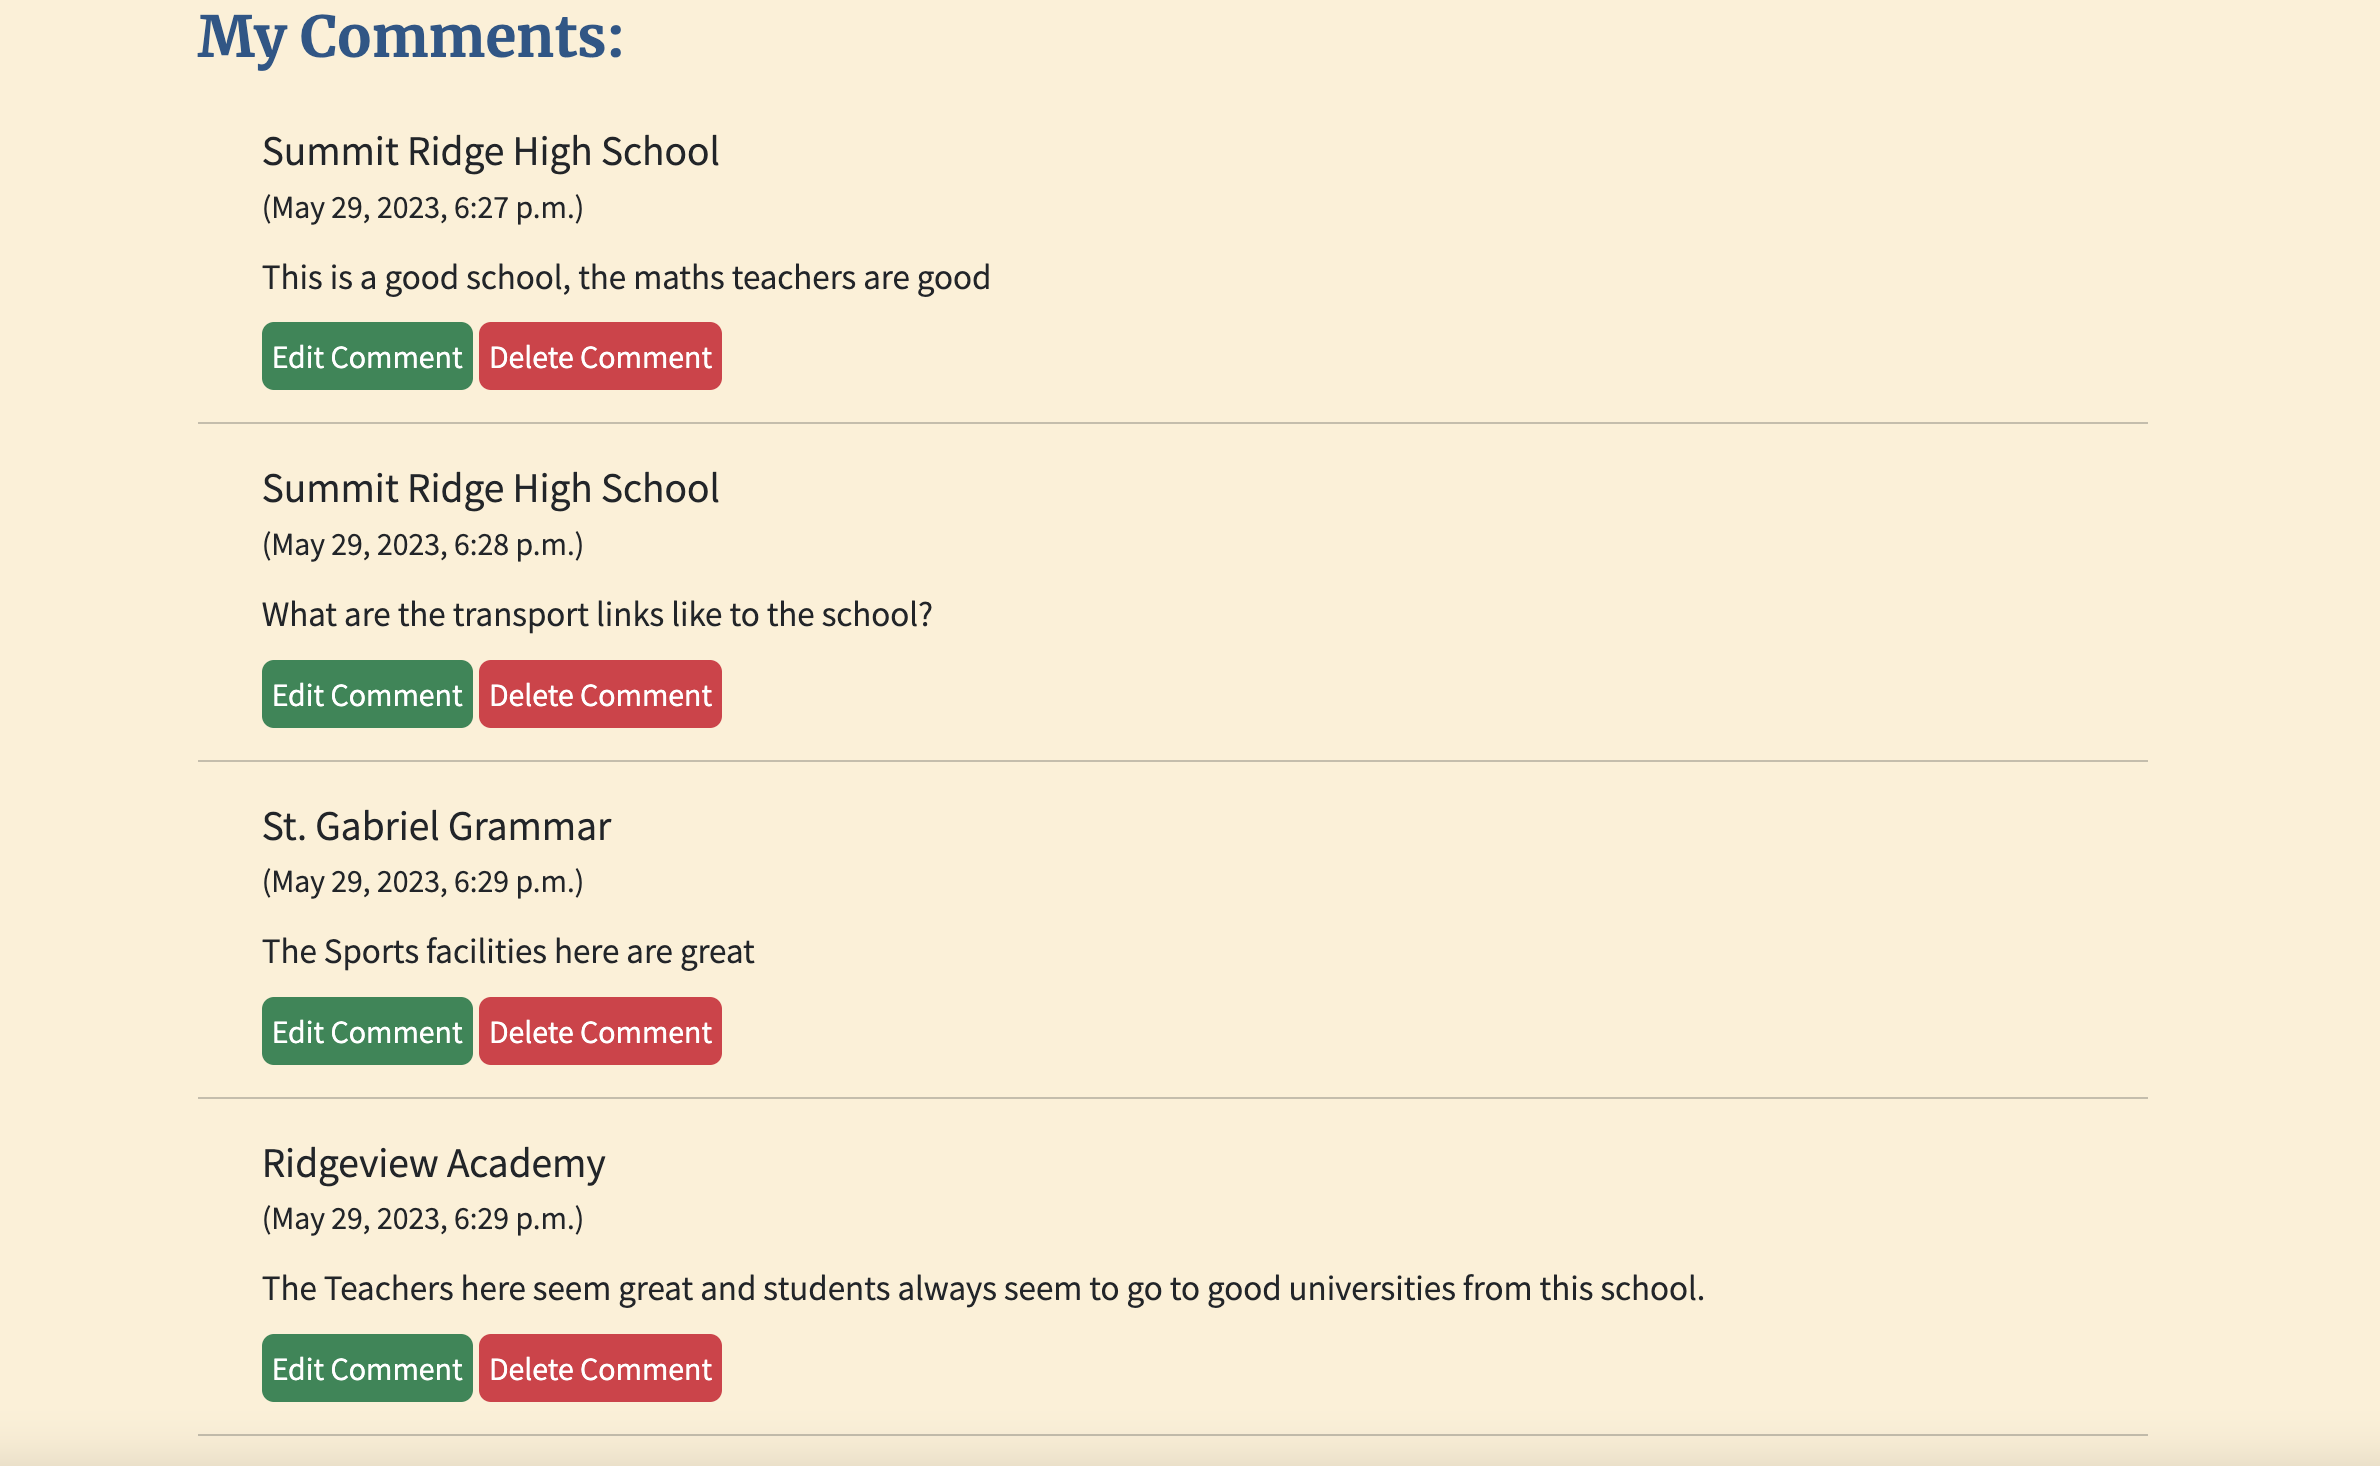 My Comments:
Summit Ridge High School
(May 29, 2023, 6:27 p.m.)
This is a good school, the maths teachers are good
Edit Comment Delete Comment
Summit Ridge High School
(May 29, 2023, 6:28 p.m.)
What are the transport links like to the school?
Edit Comment Delete Comment
St. Gabriel Grammar
(May 29, 2023, 6:29 p.m.)
The Sports facilities here are great
Edit Comment Delete Comment
Ridgeview Academy
(May 29, 2023, 6:29 p.m.)
The Teachers here seem great and students always seem to go to good universities from this school.
Edit Comment Delete Comment